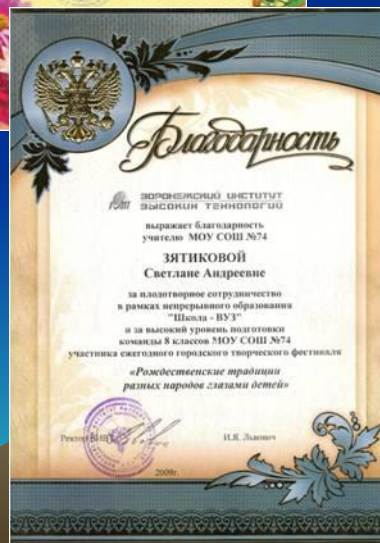 Благодарность
ВОРОНЕЖСКИЙ ИНСТИТУТ
ВЫСОКИХ ТЕХНОЛОГИЙ
выражает благодарность
учителю МОУ СОШ №74
ЗЯТИКОВОЙ
Светлане Андреевне
за плодотворное сотрудничество
в рамках непрерывного образования
"Школа - ВУЗ"
и за высокий уровень подготовки
команды 8 классов МОУ СОШ №74
участника ежегодного городского творческого фестиваля
«Рождественские традиции
разных народов глазами детей»
Ректор ВИВТ И.Я. Львович
2009г.